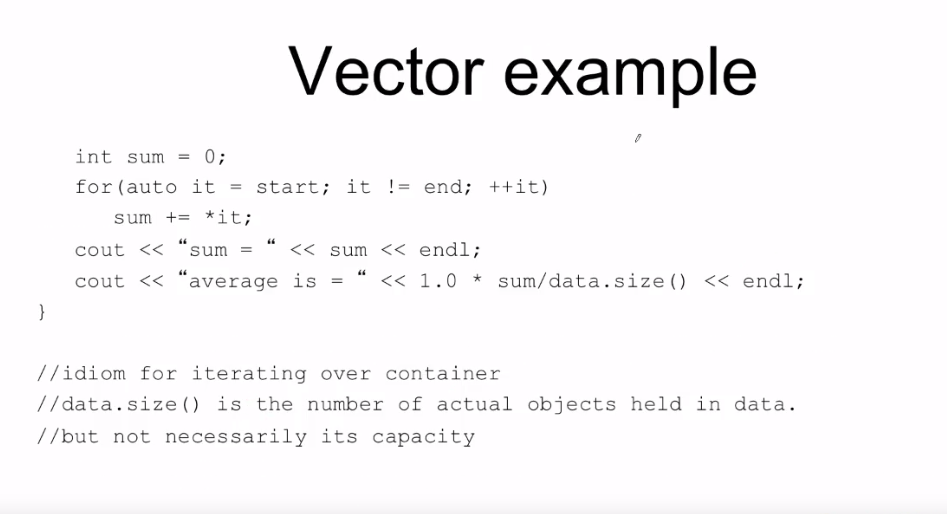 Vector example
int sum = 0;
for(auto it = start; it != end; ++it)
sum += *it;
cout << “sum = “ << sum << endl;
cout << “average is = “ << 1.0 * sum/data.size() << endl;
}
//idiom for iterating over container
//data.size() is the number of actual objects held in data.
//but not necessarily its capacity